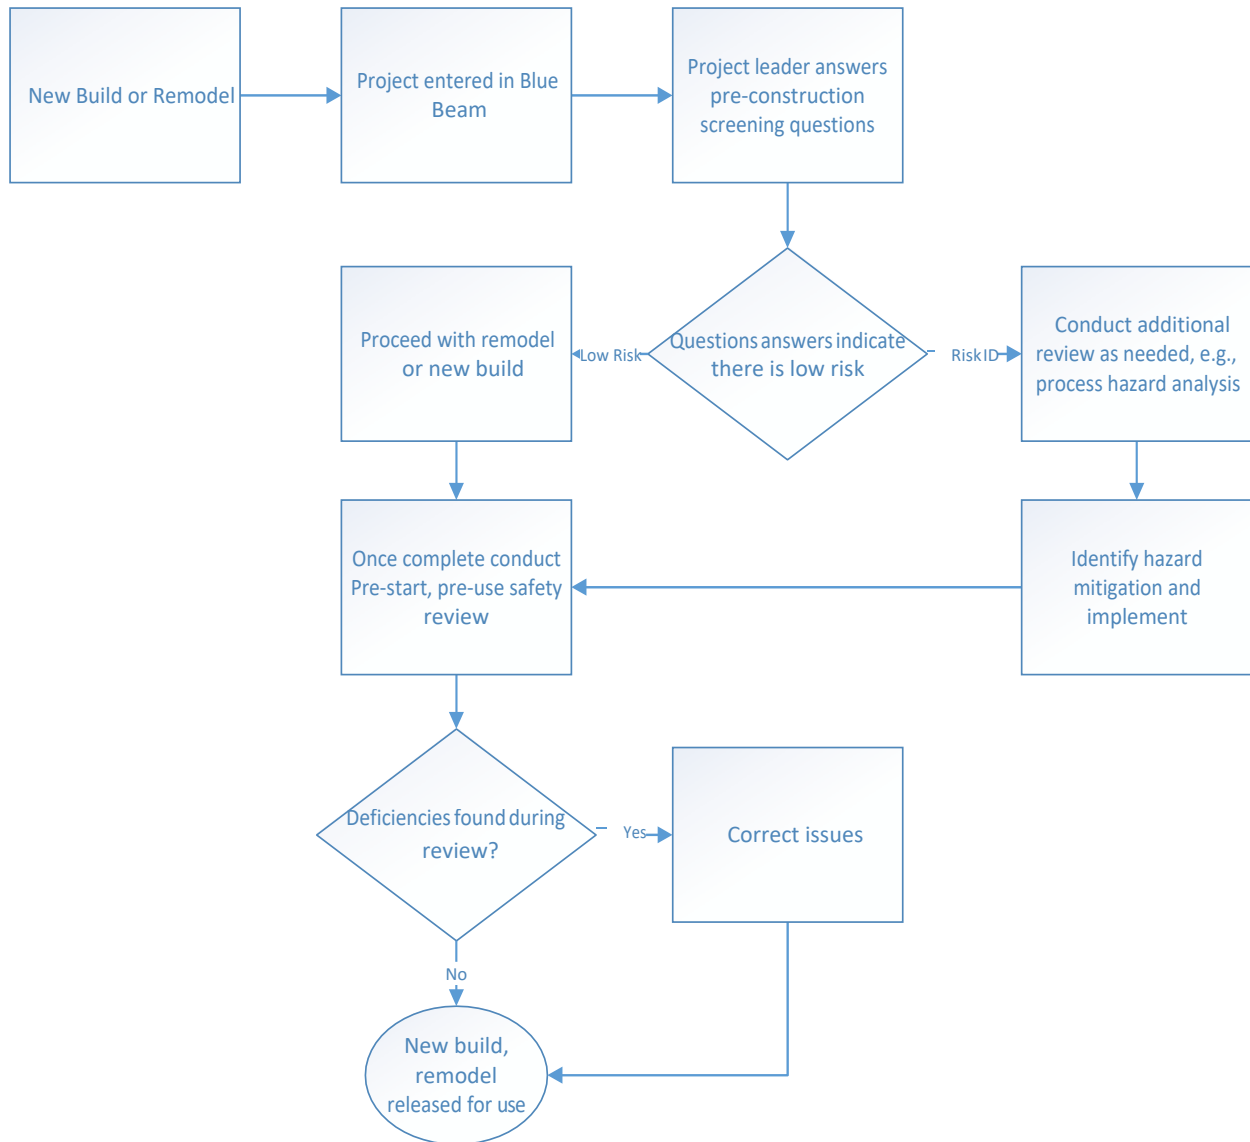 New Build or Remodel
Project entered in Blue
Beam
Project leader answers
pre-construction
screening questions
Proceed with remodel
or new build
Low Risk
Questions answers indicate
there is low risk
Risk ID
Conduct additional
review as needed, e.g.,
process hazard analysis
Once complete conduct
Pre-start, pre-use safety
review
Identify hazard
mitigation and
implement
Deficiencies found during
review?
Yes
Correct issues
No
New build,
remodel
released for use